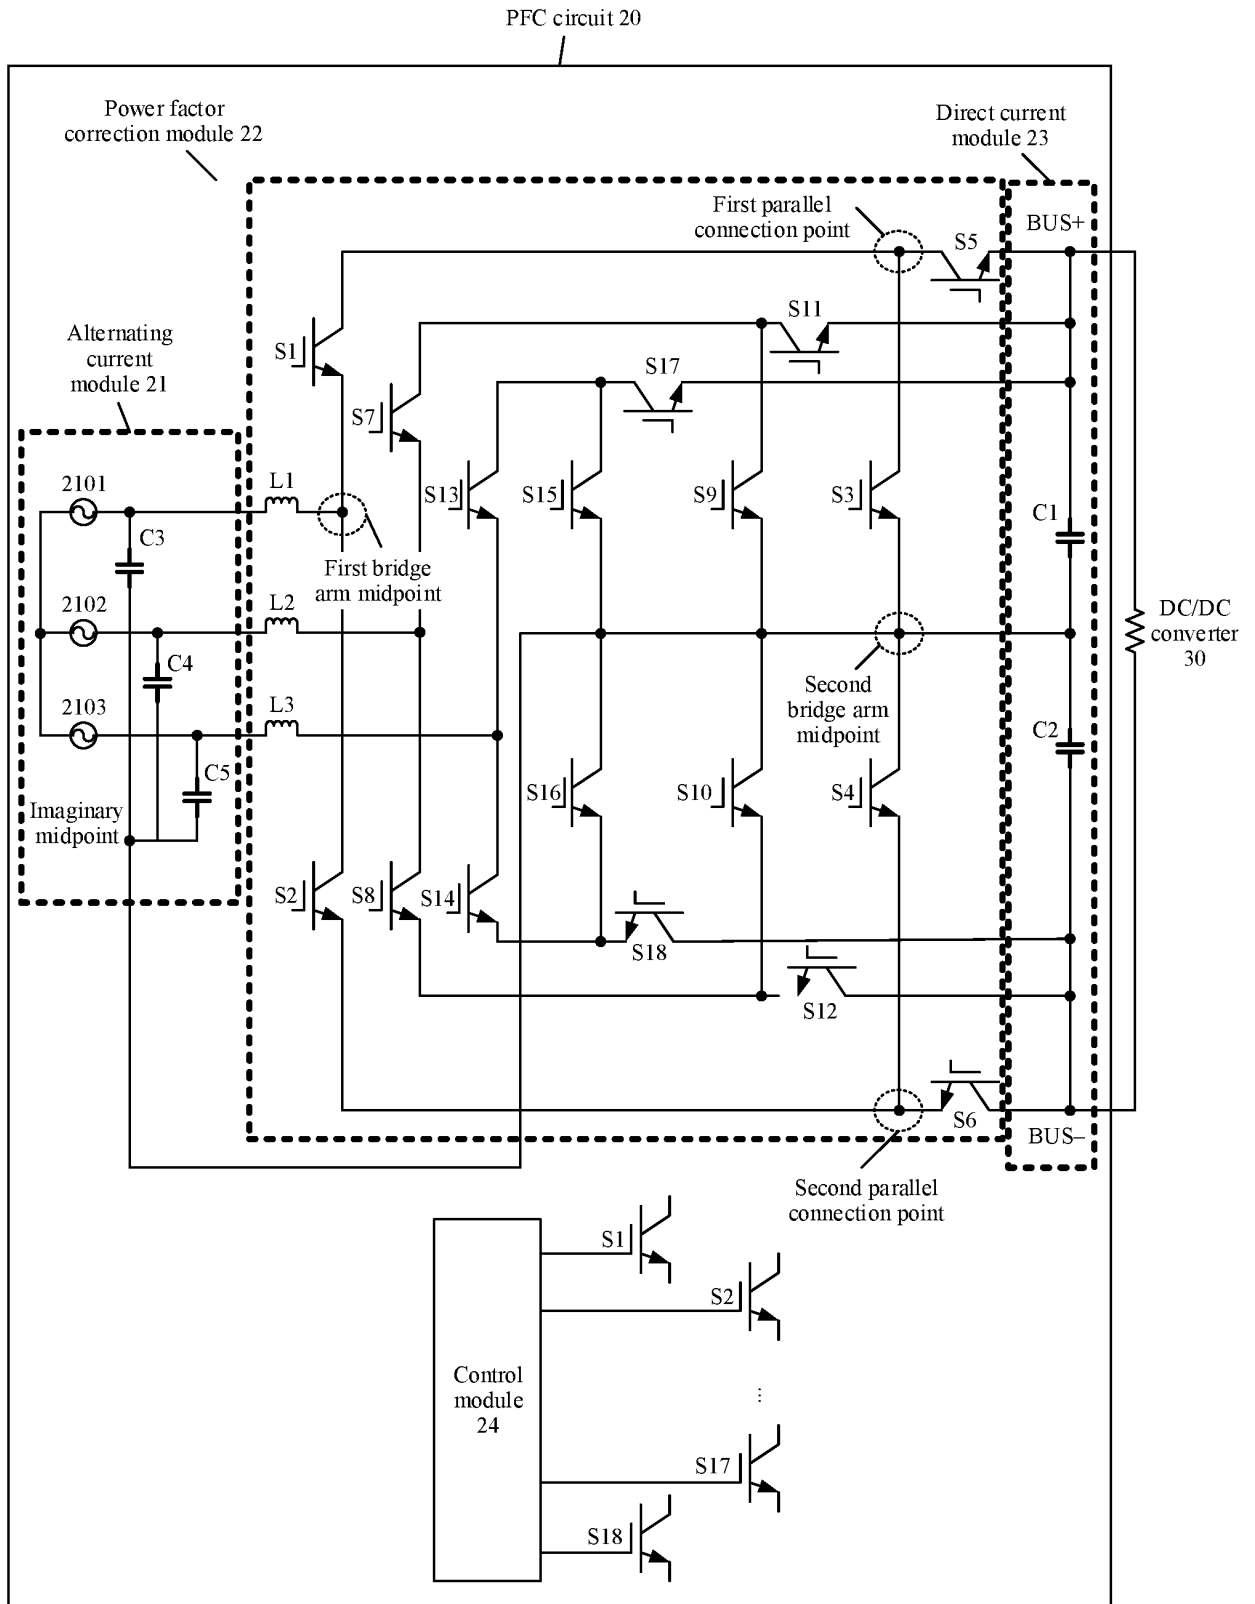 PFC circuit 20
Power factor
correction module 22
Direct current
module 23
First parallel
connection point
BUS+
S5
S11
S17
Alternating
current
module 21
S1
S7
S13
S15
S9
S3
2101
L1
C3
C1
First bridge
arm midpoint
2102
L2
C4
DC/DC
converter
30
2103
L3
Second
bridge arm
midpoint
C2
C5
Imaginary
midpoint
S16
S10
S4
S2
S8
S14
S18
S12
S6
BUS–
Second parallel
connection point
S1
S2
Control
module
24
...
S17
S18